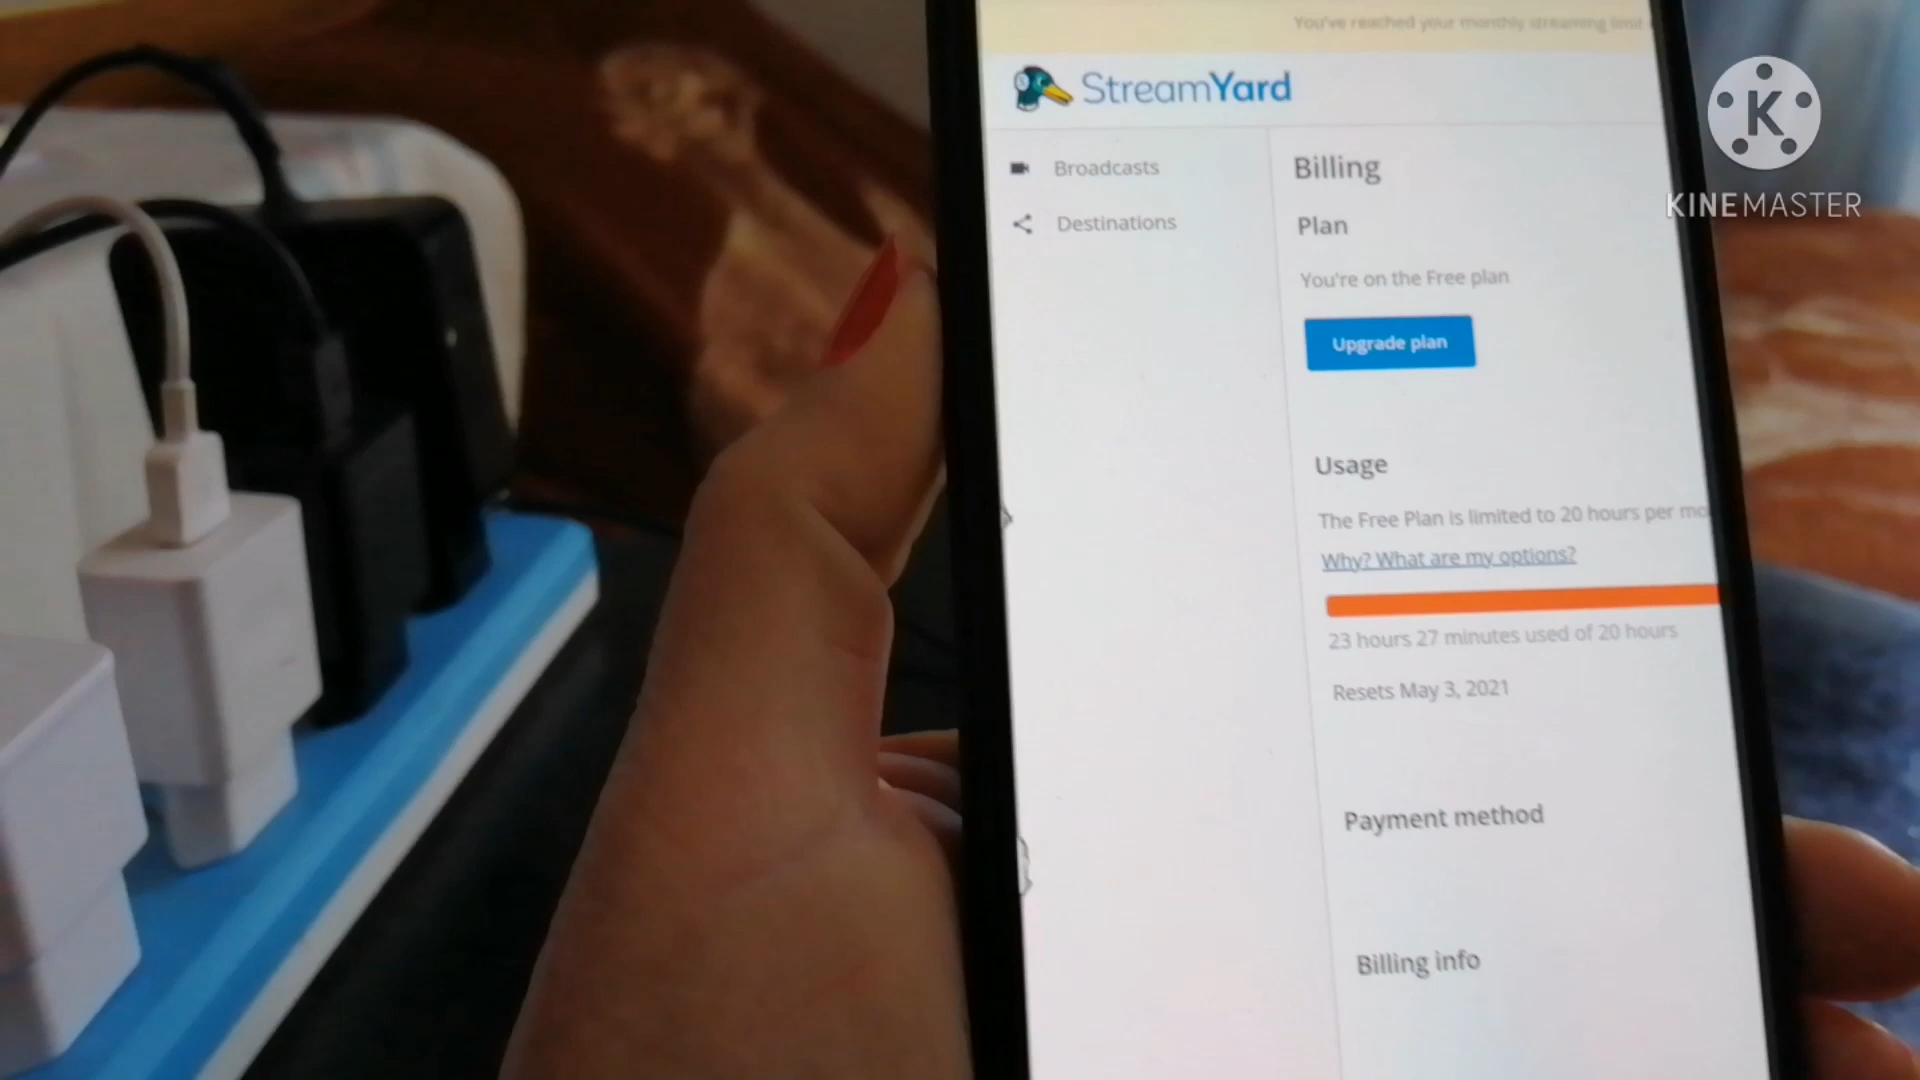 You've reached your monthly streaming limit
StreamYard
Broadcasts
Destinations
Billing
Plan
You're on the Free plan
Upgrade plan
Usage
The Free Plan is limited to 20 hours per mo
Why? What are my options?
23 hours 27 minutes used of 20 hours
Resets May 3, 2021
Payment method
Billing info
K
KINEMASTER